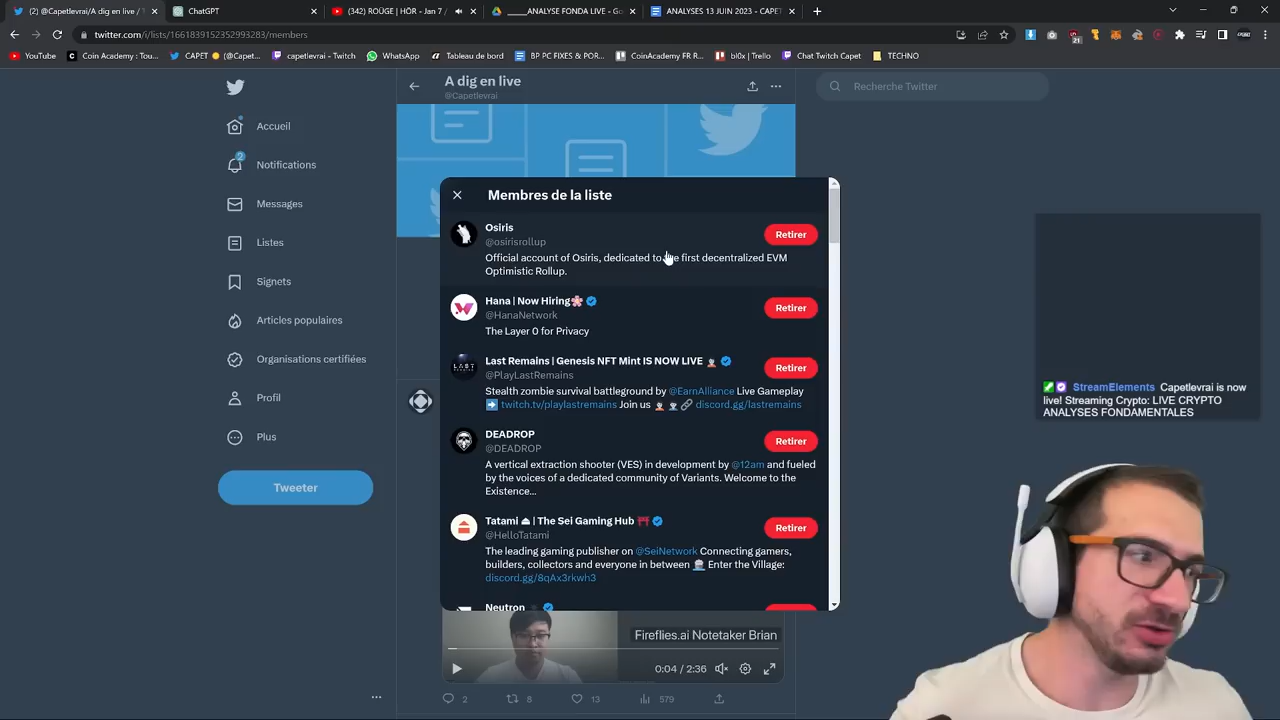 (2) @Capetlevrai/A dig en live /
ChatGPT
(342) ROÜGE | HÖR - Jan 7 /
_____ANALYSE FONDA LIVE - Go
ANALYSES 13 JUIN 2023 - CAPET
twitter.com/i/lists/1661839152352993283/members
YouTube
Coin Academy : Tou...
CAPET (@Capet...
capetlevrai - Twitch
WhatsApp
Tableau de bord
BP PC FIXES & POR...
CoinAcademy FR R...
bl0x | Trello
Chat Twitch Capet
TECHNO
A dig en live
@Capetlevrai
Recherche Twitter
Accueil
2
Notifications
Messages
Listes
Signets
Articles populaires
Organisations certifiées
Profil
Plus
Tweeter
Membres de la liste
Osiris
@osirisrollup
Retirer
Official account of Osiris, dedicated to the first decentralized EVM
Optimistic Rollup.
Hana | Now Hiring🌸
@HanaNetwork
Retirer
The Layer 0 for Privacy
Last Remains | Genesis NFT Mint IS NOW LIVE
@PlayLastRemains
Retirer
Stealth zombie survival battleground by @EarnAlliance Live Gameplay
➡️ twitch.tv/playlastremains Join us 🔗 discord.gg/lastremains
DEADROP
@DEADROP
Retirer
A vertical extraction shooter (VES) in development by @12am and fueled
by the voices of a dedicated community of Variants. Welcome to the
Existence...
Tatami ⏏ | The Sei Gaming Hub ⛩
@HelloTatami
Retirer
The leading gaming publisher on @SeiNetwork Connecting gamers,
builders, collectors and everyone in between Enter the Village:
discord.gg/8qAx3rkwh3
Neutron
Fireflies.ai Notetaker Brian
0:04 / 2:36
2
8
13
579
StreamElements Capetlevrai is now
live! Streaming Crypto: LIVE CRYPTO
ANALYSES FONDAMENTALES